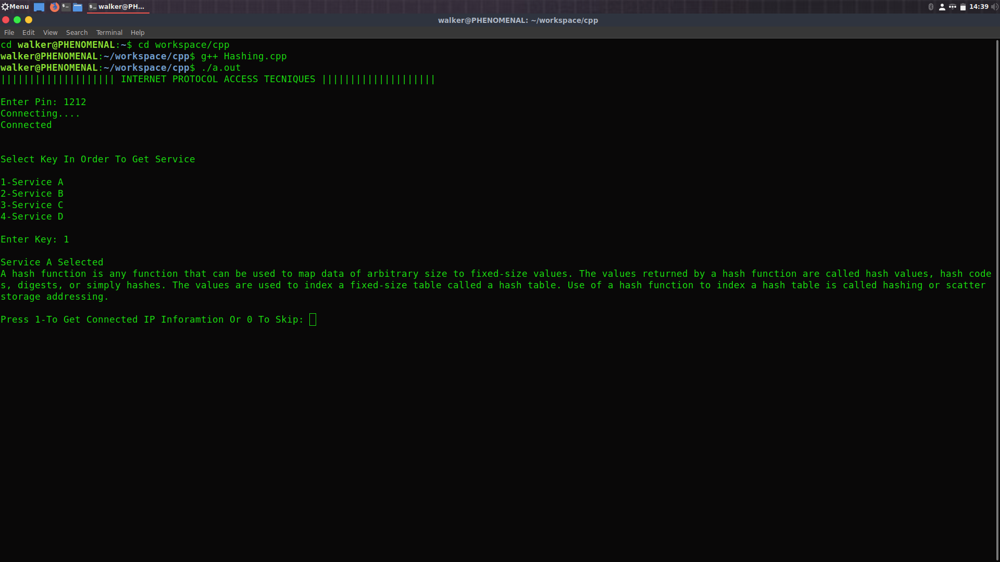 Menu walker@PH... 14:39
walker@PHENOMENAL: ~/workspace/cpp
File Edit View Search Terminal Help
cd walker@PHENOMENAL:~$ cd workspace/cpp
walker@PHENOMENAL:~/workspace/cpp$ g++ Hashing.cpp
walker@PHENOMENAL:~/workspace/cpp$ ./a.out
|||||||||||||||||||| INTERNET PROTOCOL ACCESS TECNIQUES ||||||||||||||||||||
Enter Pin: 1212
Connecting....
Connected
Select Key In Order To Get Service
1-Service A
2-Service B
3-Service C
4-Service D
Enter Key: 1
Service A Selected
A hash function is any function that can be used to map data of arbitrary size to fixed-size values. The values returned by a hash function are called hash values, hash code
s, digests, or simply hashes. The values are used to index a fixed-size table called a hash table. Use of a hash function to index a hash table is called hashing or scatter
storage addressing.
Press 1-To Get Connected IP Inforamtion Or 0 To Skip: